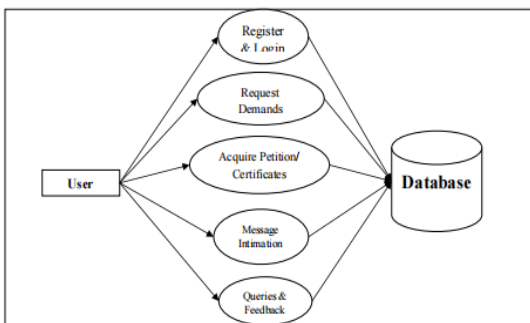 Register
& Login
Request
Demands
Acquire Petition/
Certificates
User
Database
Message
Intimation
Queries &
Feedback